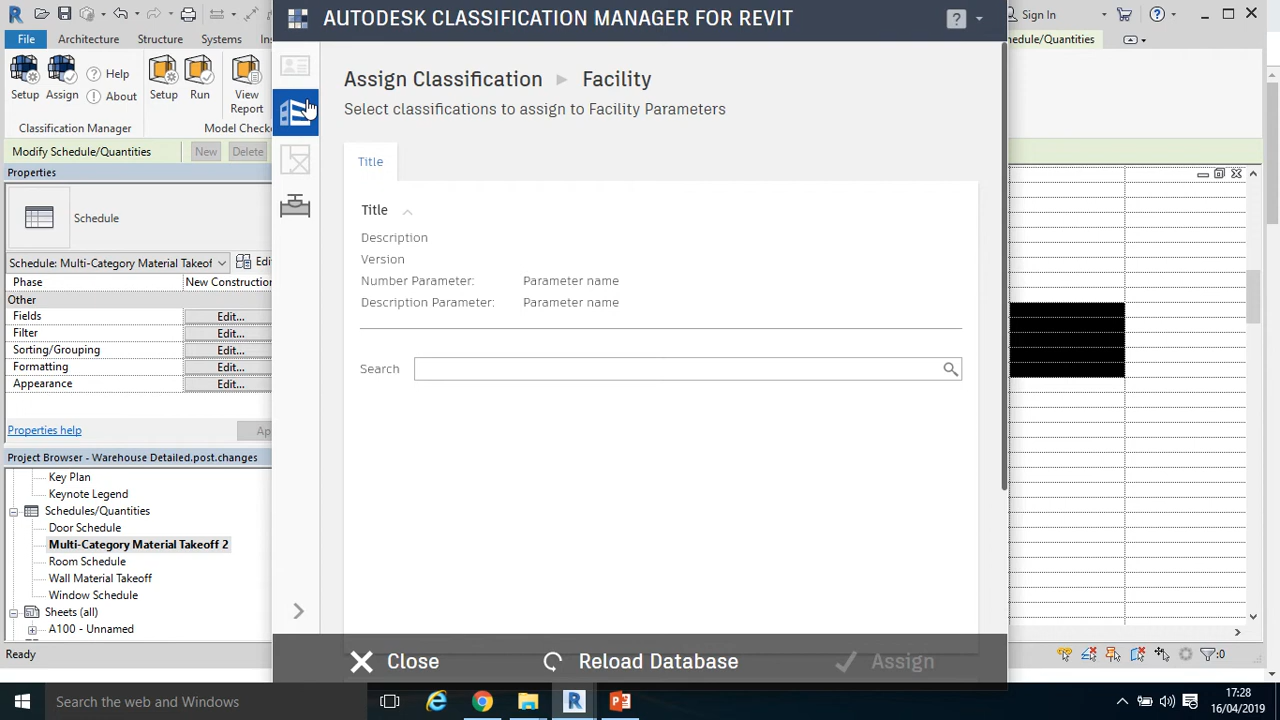 AUTODESK CLASSIFICATION MANAGER FOR REVIT
?
Sign In
File Architecture Structure Systems
hedule/Quantities
Setup Assign Help About Setup Run View Report
Classification Manager
Model Checke
Modify Schedule/Quantities New Delete
Properties
Schedule
Schedule: Multi-Category Material Takeof Edi
Phase New Construction
Other
Fields Edit...
Filter Edit...
Sorting/Grouping Edit...
Formatting Edit...
Appearance Edit...
Properties help Ap
Project Browser - Warehouse Detailed.post.changes
Key Plan
Keynote Legend
Schedules/Quantities
Door Schedule
Multi-Category Material Takeoff 2
Room Schedule
Wall Material Takeoff
Window Schedule
Sheets (all)
A100 - Unnamed
Ready
Assign Classification Facility
Select classifications to assign to Facility Parameters
Title
Title
Description
Version
Number Parameter: Parameter name
Description Parameter: Parameter name
Search
Close Reload Database Assign
:0
Search the web and Windows
17:28
16/04/2019